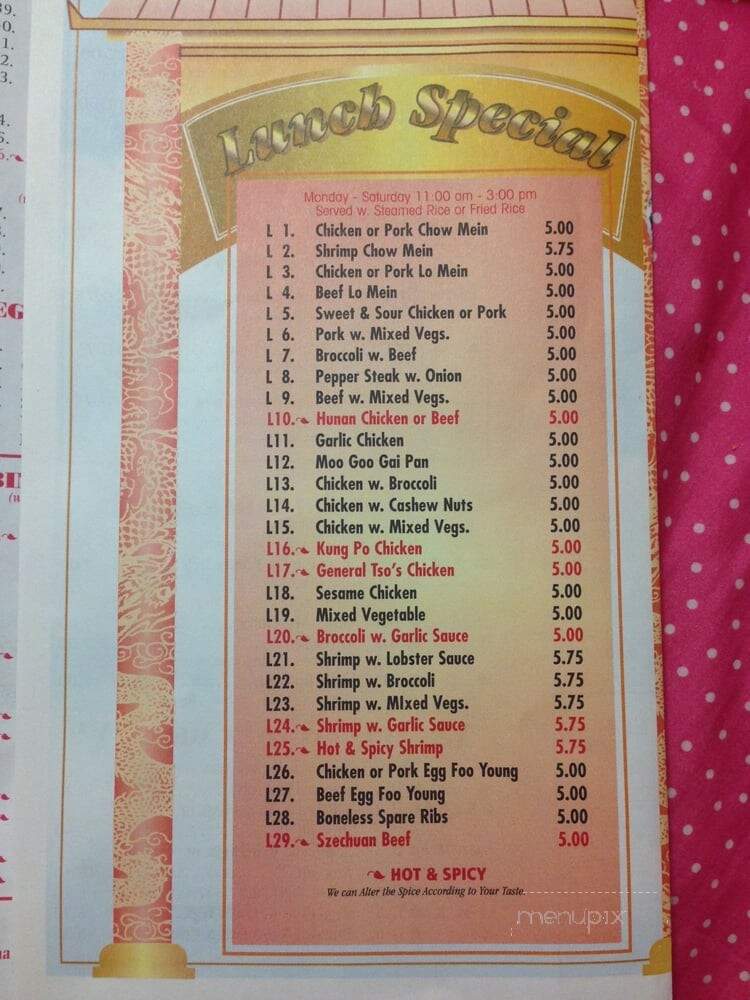 Lunch Special
Monday - Saturday 11:00 am - 3:00 pm
Served w. Steamed Rice or Fried Rice
L 1. Chicken or Pork Chow Mein 5.00
L 2. Shrimp Chow Mein 5.75
L 3. Chicken or Pork Lo Mein 5.00
L 4. Beef Lo Mein 5.00
L 5. Sweet & Sour Chicken or Pork 5.00
L 6. Pork w. Mixed Vegs. 5.00
L 7. Broccoli w. Beef 5.00
L 8. Pepper Steak w. Onion 5.00
L 9. Beef w. Mixed Vegs. 5.00
L10. Hunan Chicken or Beef 5.00
L11. Garlic Chicken 5.00
L12. Moo Goo Gai Pan 5.00
L13. Chicken w. Broccoli 5.00
L14. Chicken w. Cashew Nuts 5.00
L15. Chicken w. Mixed Vegs. 5.00
L16. Kung Po Chicken 5.00
L17. General Tso's Chicken 5.00
L18. Sesame Chicken 5.00
L19. Mixed Vegetable 5.00
L20. Broccoli w. Garlic Sauce 5.00
L21. Shrimp w. Lobster Sauce 5.75
L22. Shrimp w. Broccoli 5.75
L23. Shrimp w. MIxed Vegs. 5.75
L24. Shrimp w. Garlic Sauce 5.75
L25. Hot & Spicy Shrimp 5.75
L26. Chicken or Pork Egg Foo Young 5.00
L27. Beef Egg Foo Young 5.00
L28. Boneless Spare Ribs 5.00
L29. Szechuan Beef 5.00
HOT & SPICY
We can Alter the Spice According to Your Taste.
menupix